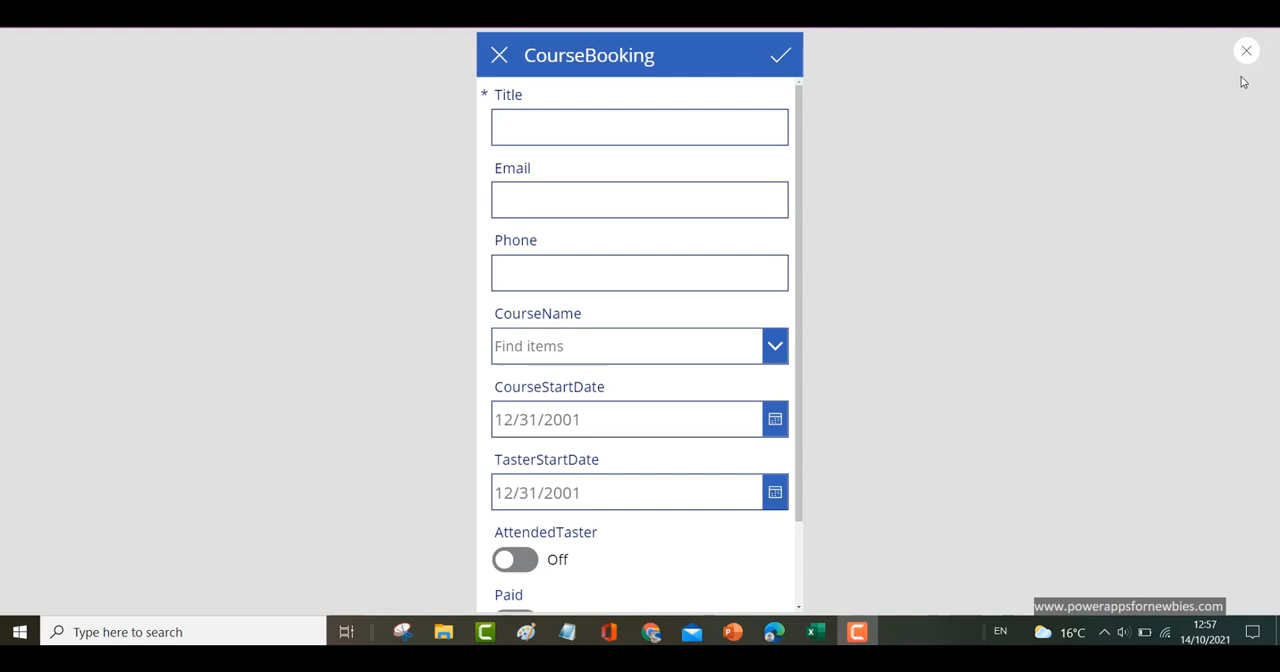 CourseBooking
* Title
Email
Phone
CourseName
Find items
CourseStartDate
12/31/2001
TasterStartDate
12/31/2001
AttendedTaster
Off
Paid
www.powerappsfornewbies.com
Type here to search
EN
16°C
12:57
14/10/2021